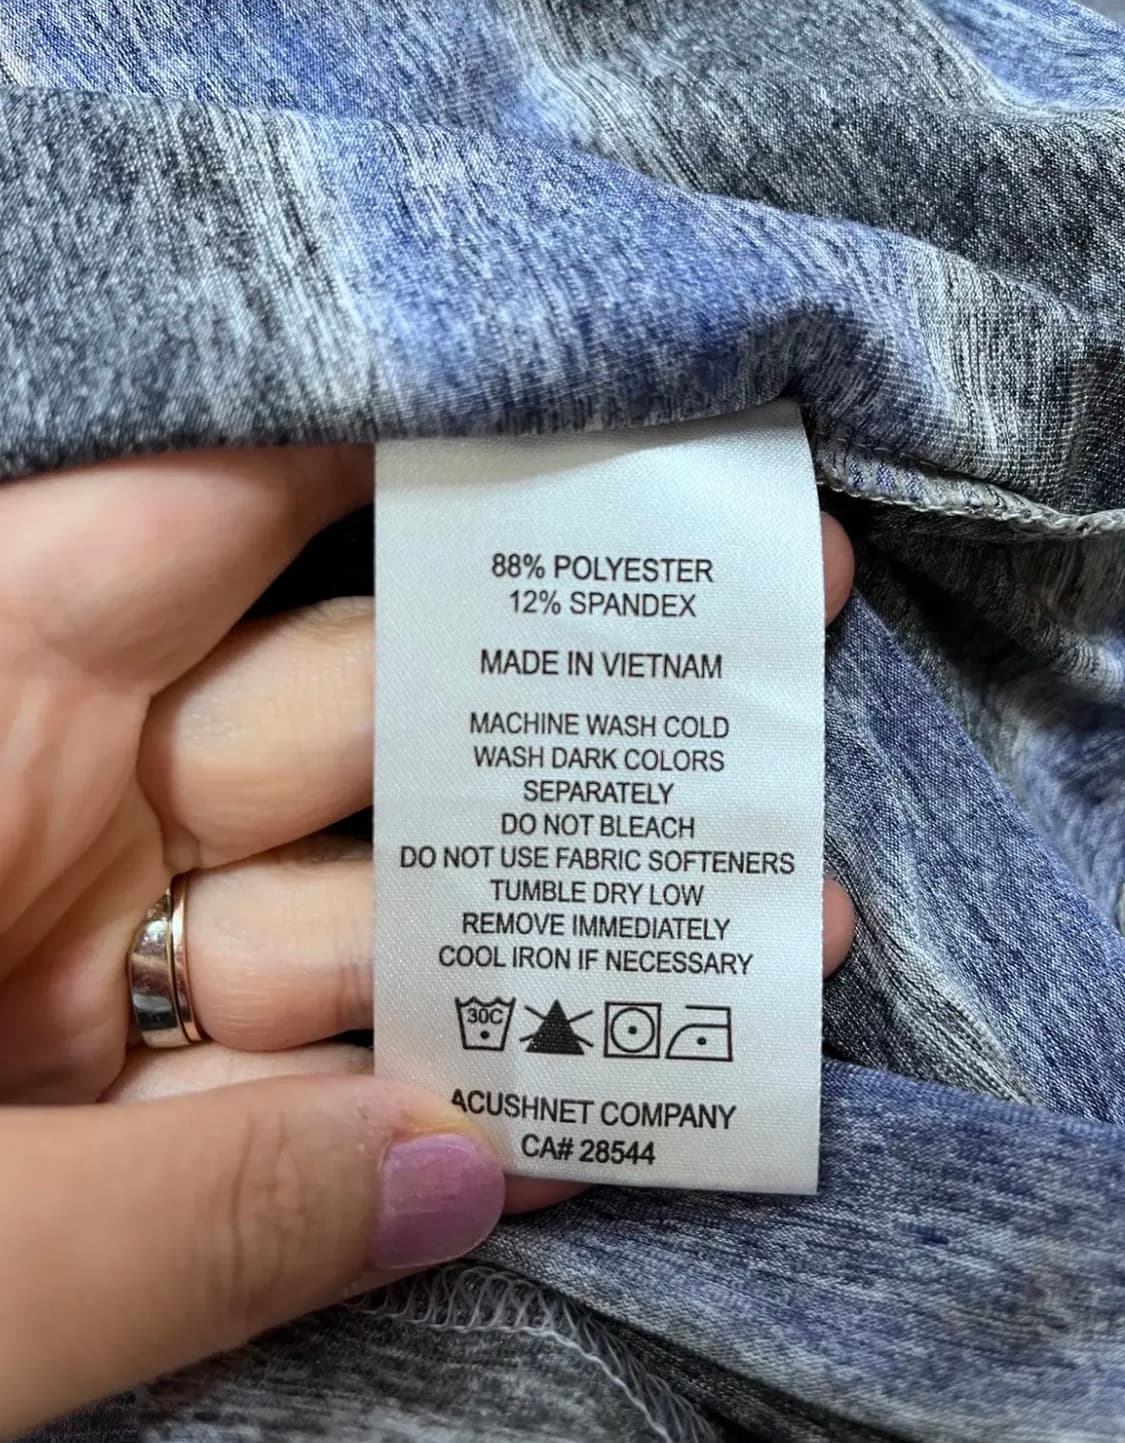 88% POLYESTER
12% SPANDEX
MADE IN VIETNAM
MACHINE WASH COLD
WASH DARK COLORS
SEPARATELY
DO NOT BLEACH
DO NOT USE FABRIC SOFTENERS
TUMBLE DRY LOW
REMOVE IMMEDIATELY
COOL IRON IF NECESSARY
30C
ACUSHNET COMPANY
CA# 28544